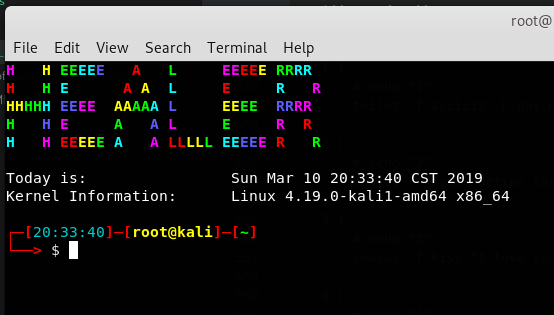 root@
File Edit View Search Terminal Help
H   H EEEEE   A   L     EEEEE RRRR
H   H E      A A  L     E     R   R
HHHHH EEEE  AAAAA L     EEEE  RRRR
H   H E     A   A L     E     R  R
H   H EEEEE A   A LLLLL EEEEE R   R
Today is: Sun Mar 10 20:33:40 CST 2019
Kernel Information: Linux 4.19.0-kali1-amd64 x86_64
┌─[20:33:40]─[root@kali]─[~]
└──> $